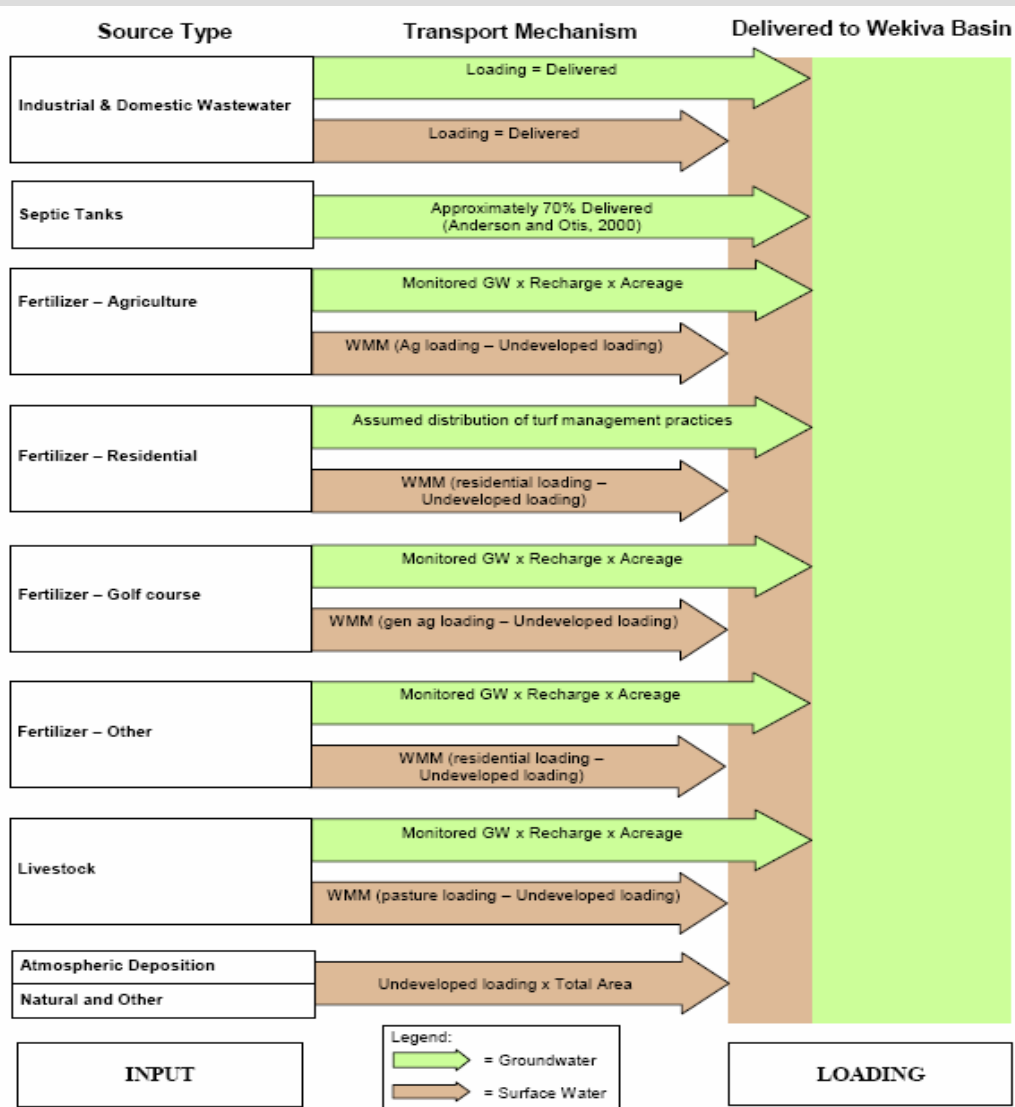 Source Type
Transport Mechanism
Delivered to Wekiva Basin
Industrial & Domestic Wastewater
Loading = Delivered
Loading = Delivered
Septic Tanks
Approximately 70% Delivered
(Anderson and Otis, 2000)
Fertilizer – Agriculture
Monitored GW x Recharge x Acreage
WMM (Ag loading – Undeveloped loading)
Fertilizer – Residential
Assumed distribution of turf management practices
WMM (residential loading –
Undeveloped loading)
Fertilizer – Golf course
Monitored GW x Recharge x Acreage
WMM (gen ag loading – Undeveloped loading)
Fertilizer – Other
Monitored GW x Recharge x Acreage
WMM (residential loading –
Undeveloped loading)
Livestock
Monitored GW x Recharge x Acreage
WMM (pasture loading – Undeveloped loading)
Atmospheric Deposition
Natural and Other
Undeveloped loading x Total Area
INPUT
Legend:
= Groundwater
= Surface Water
LOADING